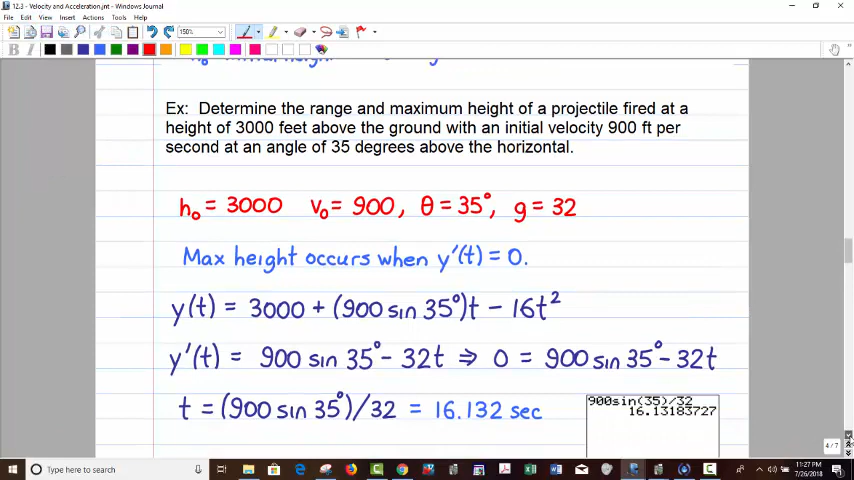 12.3 - Velocity and Acceleration.jnt - Windows Journal
File Edit View Insert Actions Tools Help
150%
B I
Ex: Determine the range and maximum height of a projectile fired at a
height of 3000 feet above the ground with an initial velocity 900 ft per
second at an angle of 35 degrees above the horizontal.
h₀ = 3000 v₀ = 900, θ = 35°, g = 32
Max height occurs when y'(t) = 0.
y(t) = 3000 + (900 sin 35°)t - 16t²
y'(t) = 900 sin 35° - 32t ⇒ 0 = 900 sin 35° - 32t
t = (900 sin 35°)/32 = 16.132 sec
900sin(35)/32
16.13183727
4/7
Type here to search
11:27 PM
7/26/2018